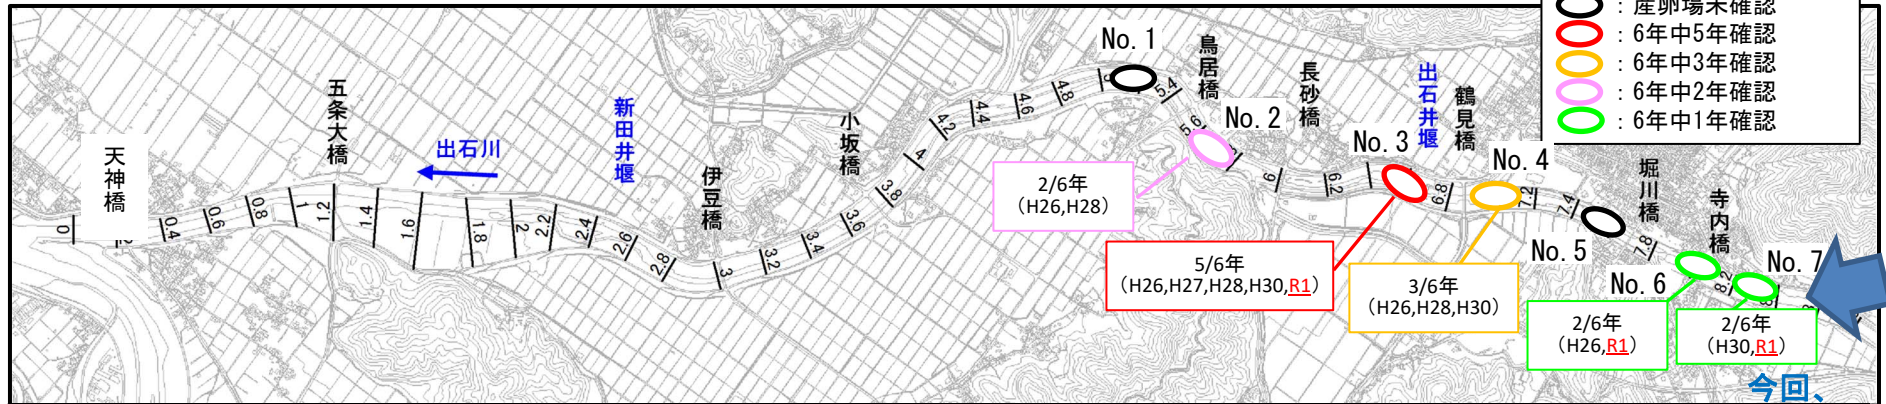 ：産卵場未確認
：6年中5年確認
：6年中3年確認
：6年中2年確認
：6年中1年確認
No. 1
鳥居橋
No. 2
長砂橋
No. 3
出石井堰
鶴見橋
No. 4
No. 5
堀川橋
No. 6
寺内橋
No. 7
天神橋
五条大橋
出石川
新田井堰
伊豆橋
小坂橋
0
0.4
0.6
0.8
1
1.2
1.4
1.6
1.8
2
2.2
2.4
2.6
2.8
3
3.2
3.4
3.6
3.8
4
4.2
4.4
4.6
4.8
5.4
5.6
6
6.2
6.8
7.2
7.4
7.8
8.2
2/6年
（H26,H28）
5/6年
（H26,H27,H28,H30,R1）
3/6年
（H26,H28,H30）
2/6年
（H26,R1）
2/6年
（H30,R1）
今回、